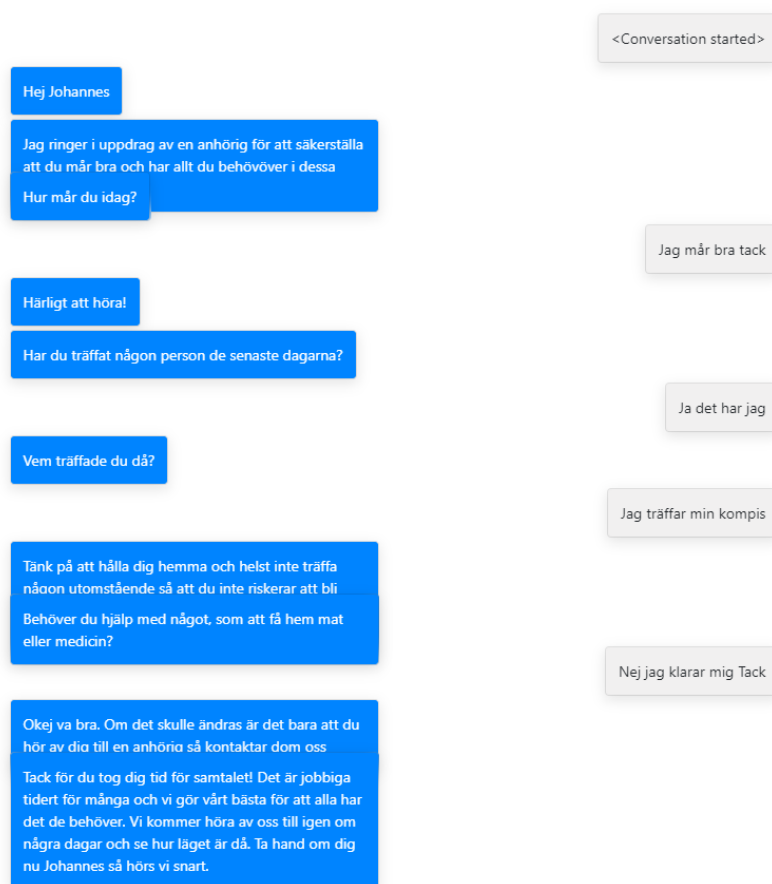 <Conversation started>
Hej Johannes
Jag ringer i uppdrag av en anhörig för att säkerställa
att du mår bra och har allt du behövöver i dessa
Hur mår du idag?
Jag mår bra tack
Härligt att höra!
Har du träffat någon person de senaste dagarna?
Ja det har jag
Vem träffade du då?
Jag träffar min kompis
Tänk på att hålla dig hemma och helst inte träffa
någon utomstående så att du inte riskerar att bli
Behöver du hjälp med något, som att få hem mat
eller medicin?
Nej jag klarar mig Tack
Okej va bra. Om det skulle ändras är det bara att du
hör av dig till en anhörig så kontaktar dom oss
Tack för du tog dig tid för samtalet! Det är jobbiga
tidert för många och vi gör vårt bästa för att alla har
det de behöver. Vi kommer höra av oss till igen om
några dagar och se hur läget är då. Ta hand om dig
nu Johannes så hörs vi snart.